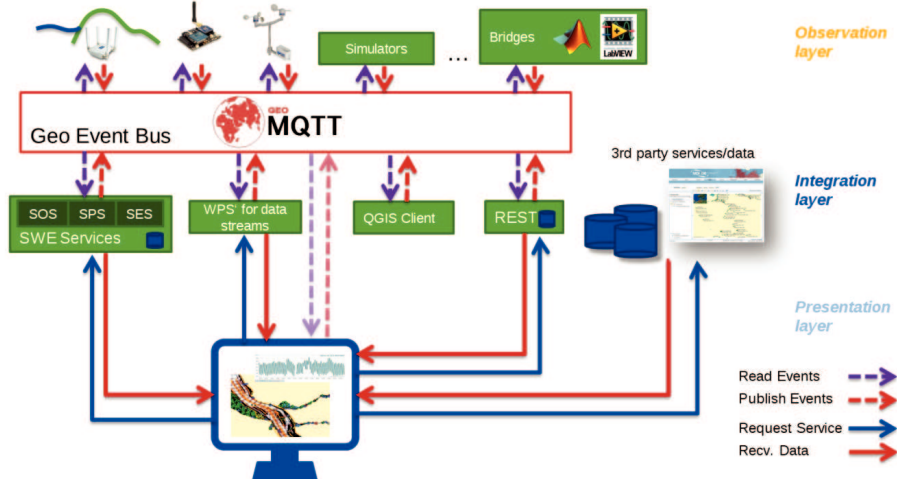 Observation
layer
Simulators
...
Bridges
LabVIEW
Geo Event Bus
GEO
MQTT
3rd party services/data
Integration
layer
SOS
SPS
SES
SWE Services
WPS' for data
streams
QGIS Client
REST
Presentation
layer
Read Events
Publish Events
Request Service
Recv. Data